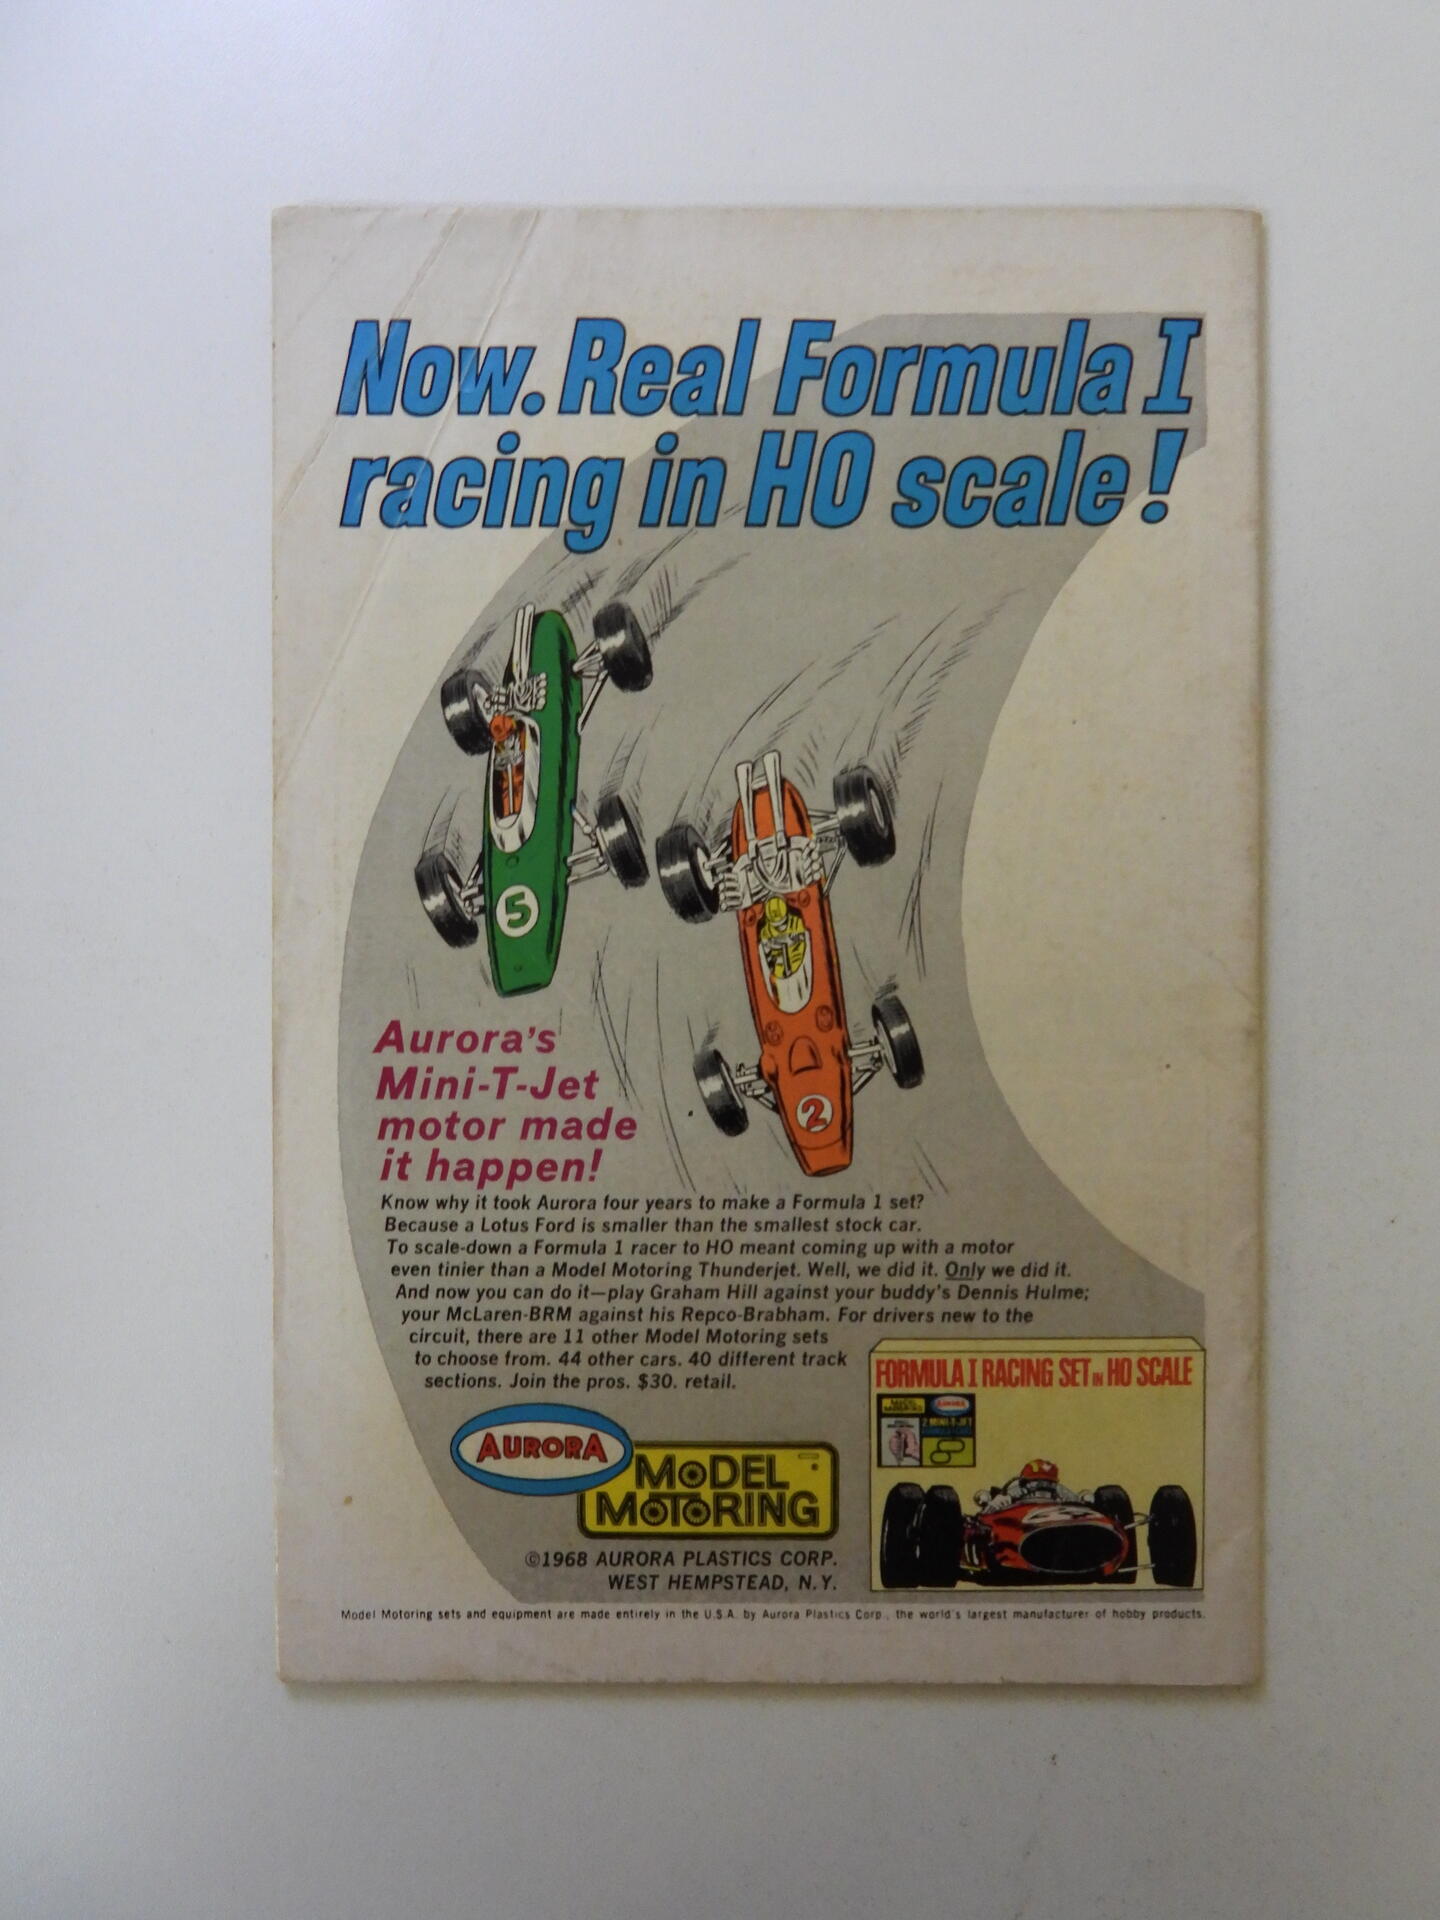 Now. Real Formula I
racing in HO scale!
5
2
Aurora's
Mini-T-Jet
motor made
it happen!
Know why it took Aurora four years to make a Formula 1 set?
Because a Lotus Ford is smaller than the smallest stock car.
To scale-down a Formula 1 racer to HO meant coming up with a motor
even tinier than a Model Motoring Thunderjet. Well, we did it. Only we did it.
And now you can do it—play Graham Hill against your buddy's Dennis Hulme;
your McLaren-BRM against his Repco-Brabham. For drivers new to the
circuit, there are 11 other Model Motoring sets
to choose from. 44 other cars. 40 different track
sections. Join the pros. $30. retail.
FORMULA I RACING SET IN HO SCALE
MODEL MOTORING
AURORA
2 MINI-T-JET
AURORA
MODEL
MOTORING
©1968 AURORA PLASTICS CORP.
WEST HEMPSTEAD, N.Y.
Model Motoring sets and equipment are made entirely in the U.S.A. by Aurora Plastics Corp., the world's largest manufacturer of hobby products.